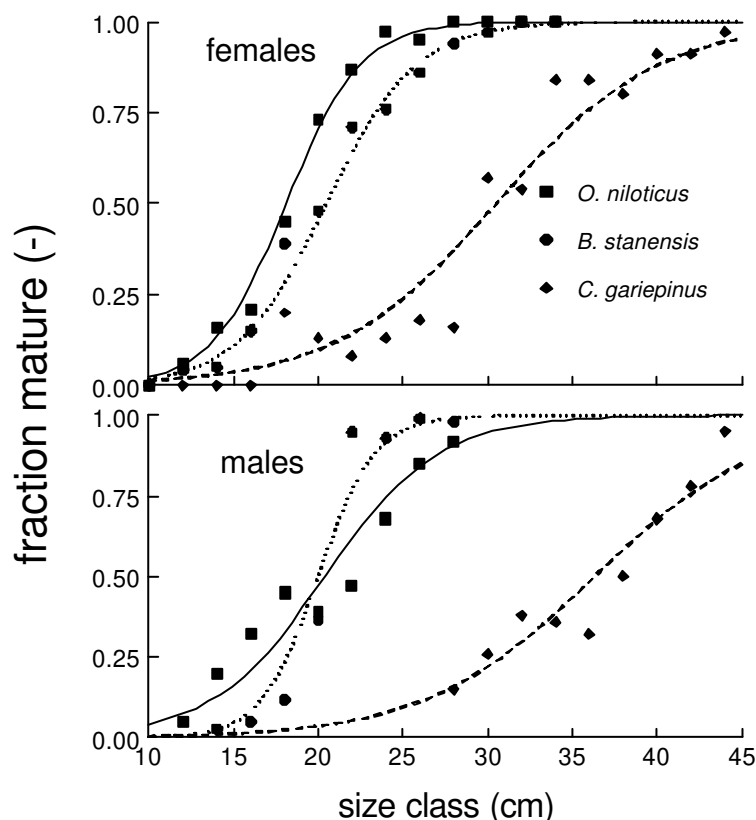 1.00
females
0.75
0.50
0.25
0.00
O. niloticus
B. stanensis
C. gariepinus
fraction mature (-)
1.00
males
0.75
0.50
0.25
0.00
10 15 20 25 30 35 40 45
size class (cm)